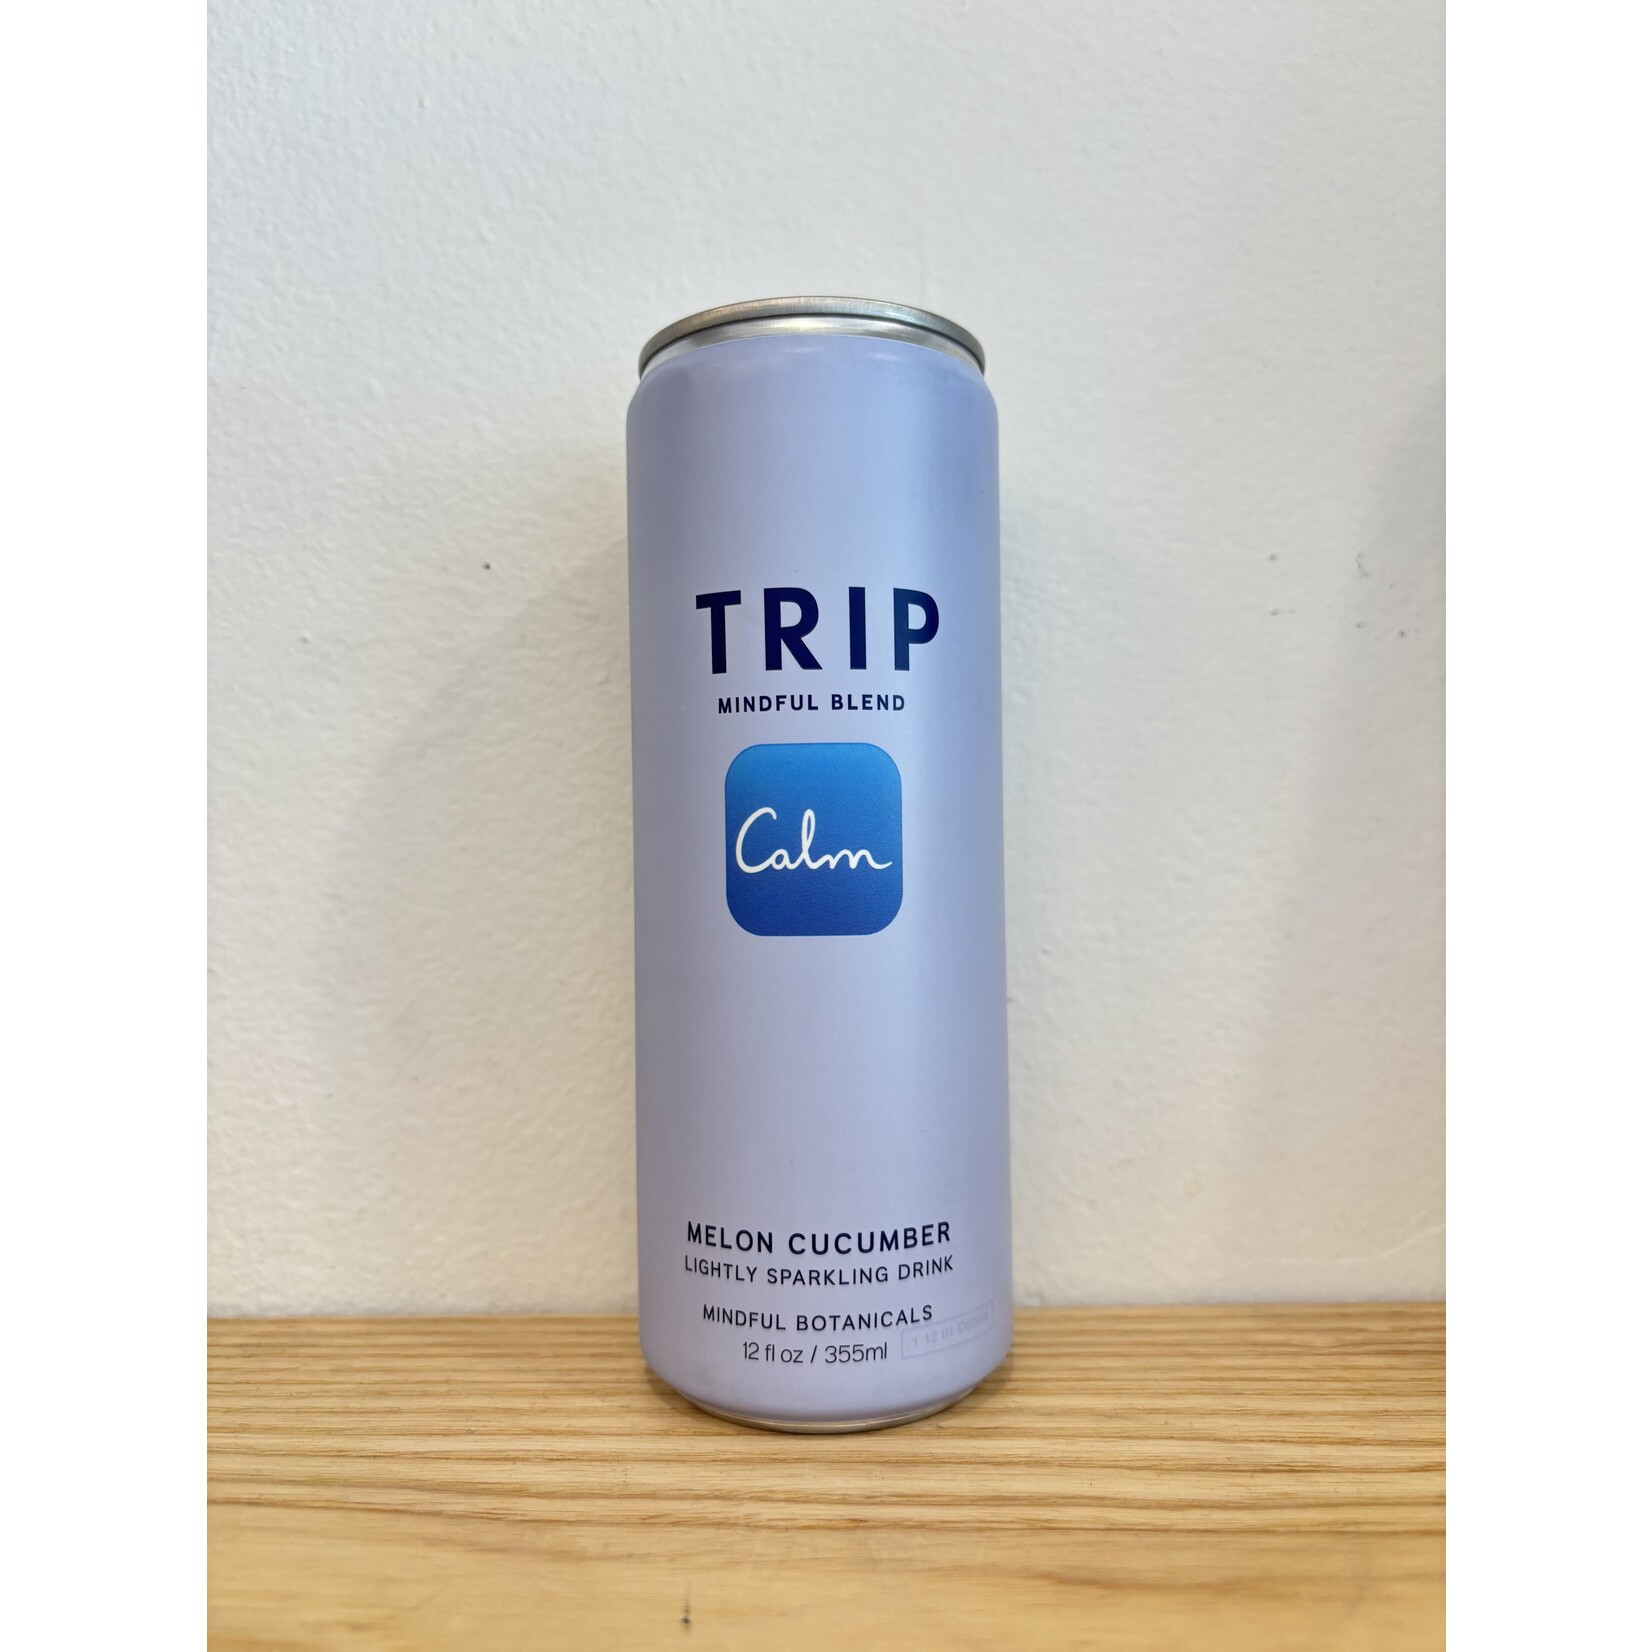 TRIP
MINDFUL BLEND
Calm
MELON CUCUMBER
LIGHTLY SPARKLING DRINK
MINDFUL BOTANICALS
12 fl oz / 355ml